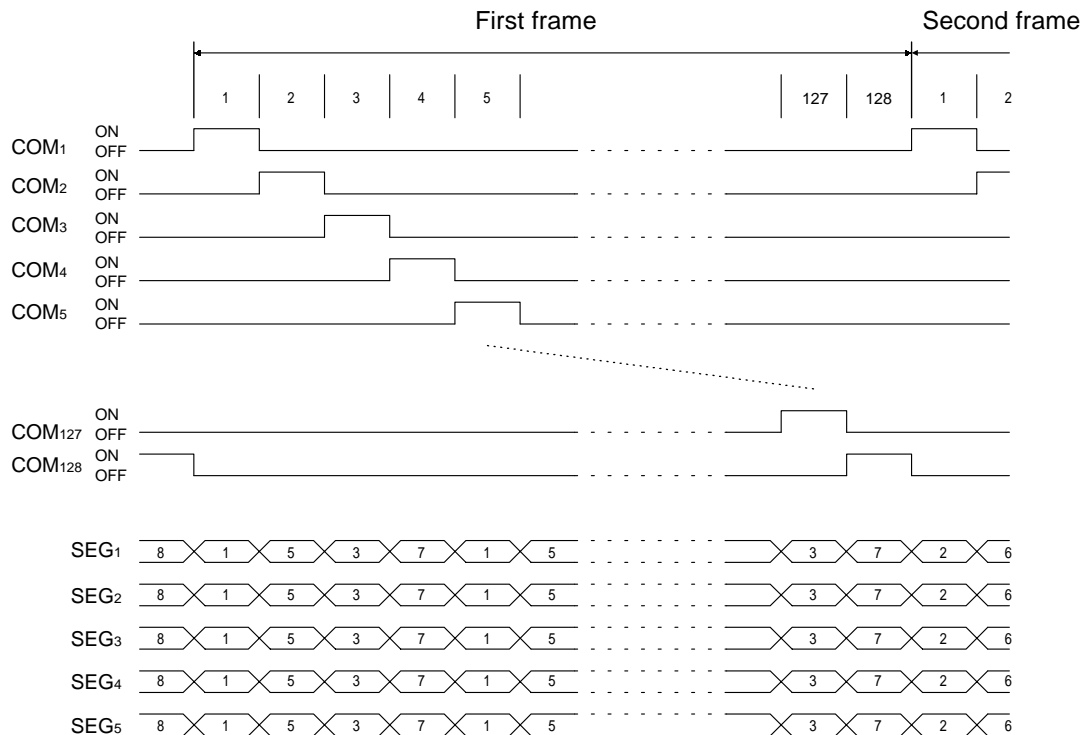 First frame Second frame
1 2 3 4 5 127 128 1 2
COM1 ON
OFF
COM2 ON
OFF
COM3 ON
OFF
COM4 ON
OFF
COM5 ON
OFF
COM127 ON
OFF
COM128 ON
OFF
SEG1 8 1 5 3 7 1 5 3 7 2 6
SEG2 8 1 5 3 7 1 5 3 7 2 6
SEG3 8 1 5 3 7 1 5 3 7 2 6
SEG4 8 1 5 3 7 1 5 3 7 2 6
SEG5 8 1 5 3 7 1 5 3 7 2 6